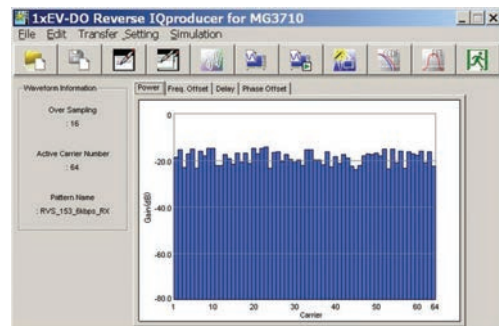 1xEV-DO Reverse IQproducer for MG3710
File Edit Transfer_Setting Simulation
Waveform Information
Over Sampling
: 16
Active Carrier Number
: 64
Pattern Name
: RVS_153_6kbps_RX
Power Freq. Offset Delay Phase Offset
0
-20.0
-40.0
-60.0
-80.0
Gain(dB)
1 10 20 30 40 50 60 64
Carrier